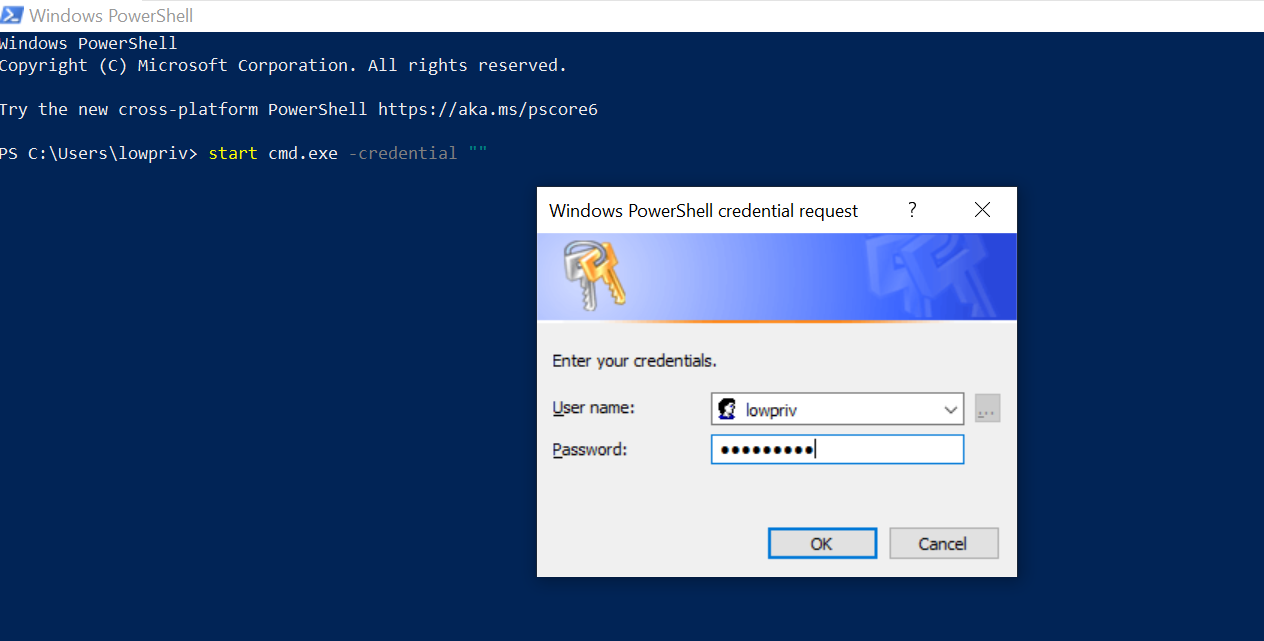 Windows PowerShell
Windows PowerShell
Copyright (C) Microsoft Corporation. All rights reserved.
Try the new cross-platform PowerShell https://aka.ms/pscore6
PS C:\Users\lowpriv> start cmd.exe -credential ""
Windows PowerShell credential request ?
Enter your credentials.
User name: lowpriv ...
Password: •••••••••
OK Cancel